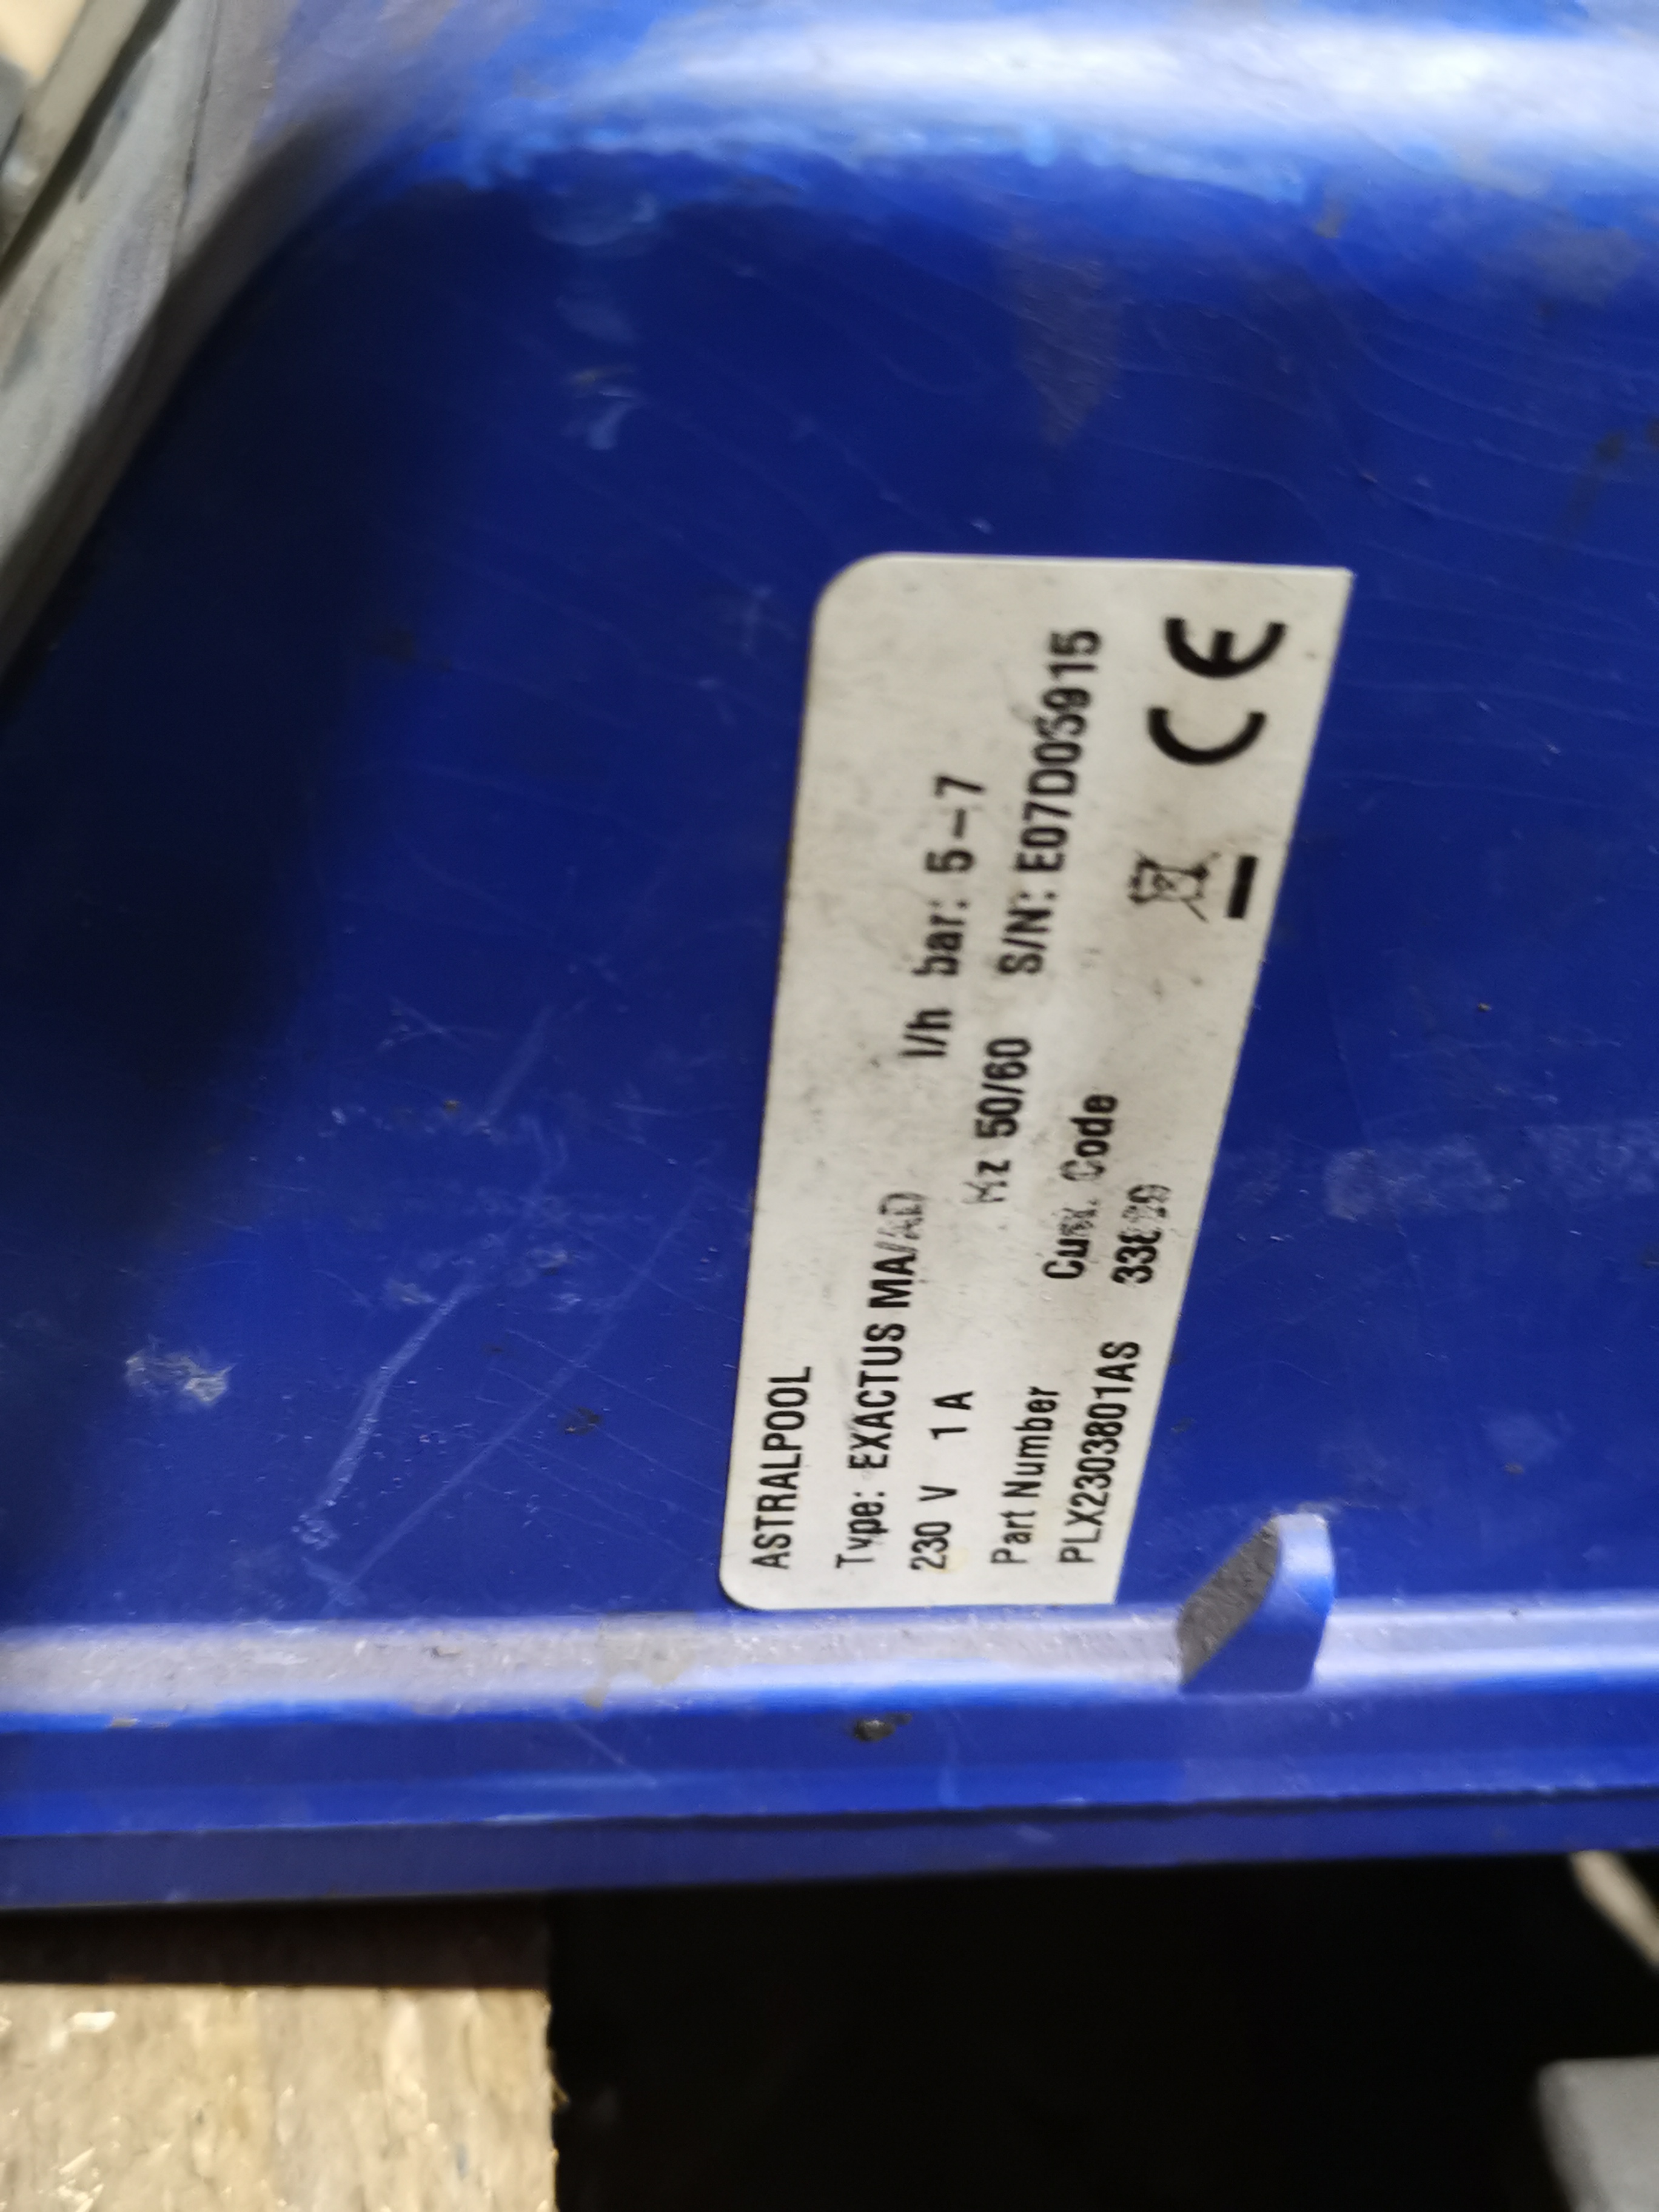 ASTRALPOOL
Type: EXACTUS MA/AD l/h bar: 5-7
230 V 1 A Hz 50/60 S/N: E07D05915
Part Number Cust. Code
PLX2303801AS
CE